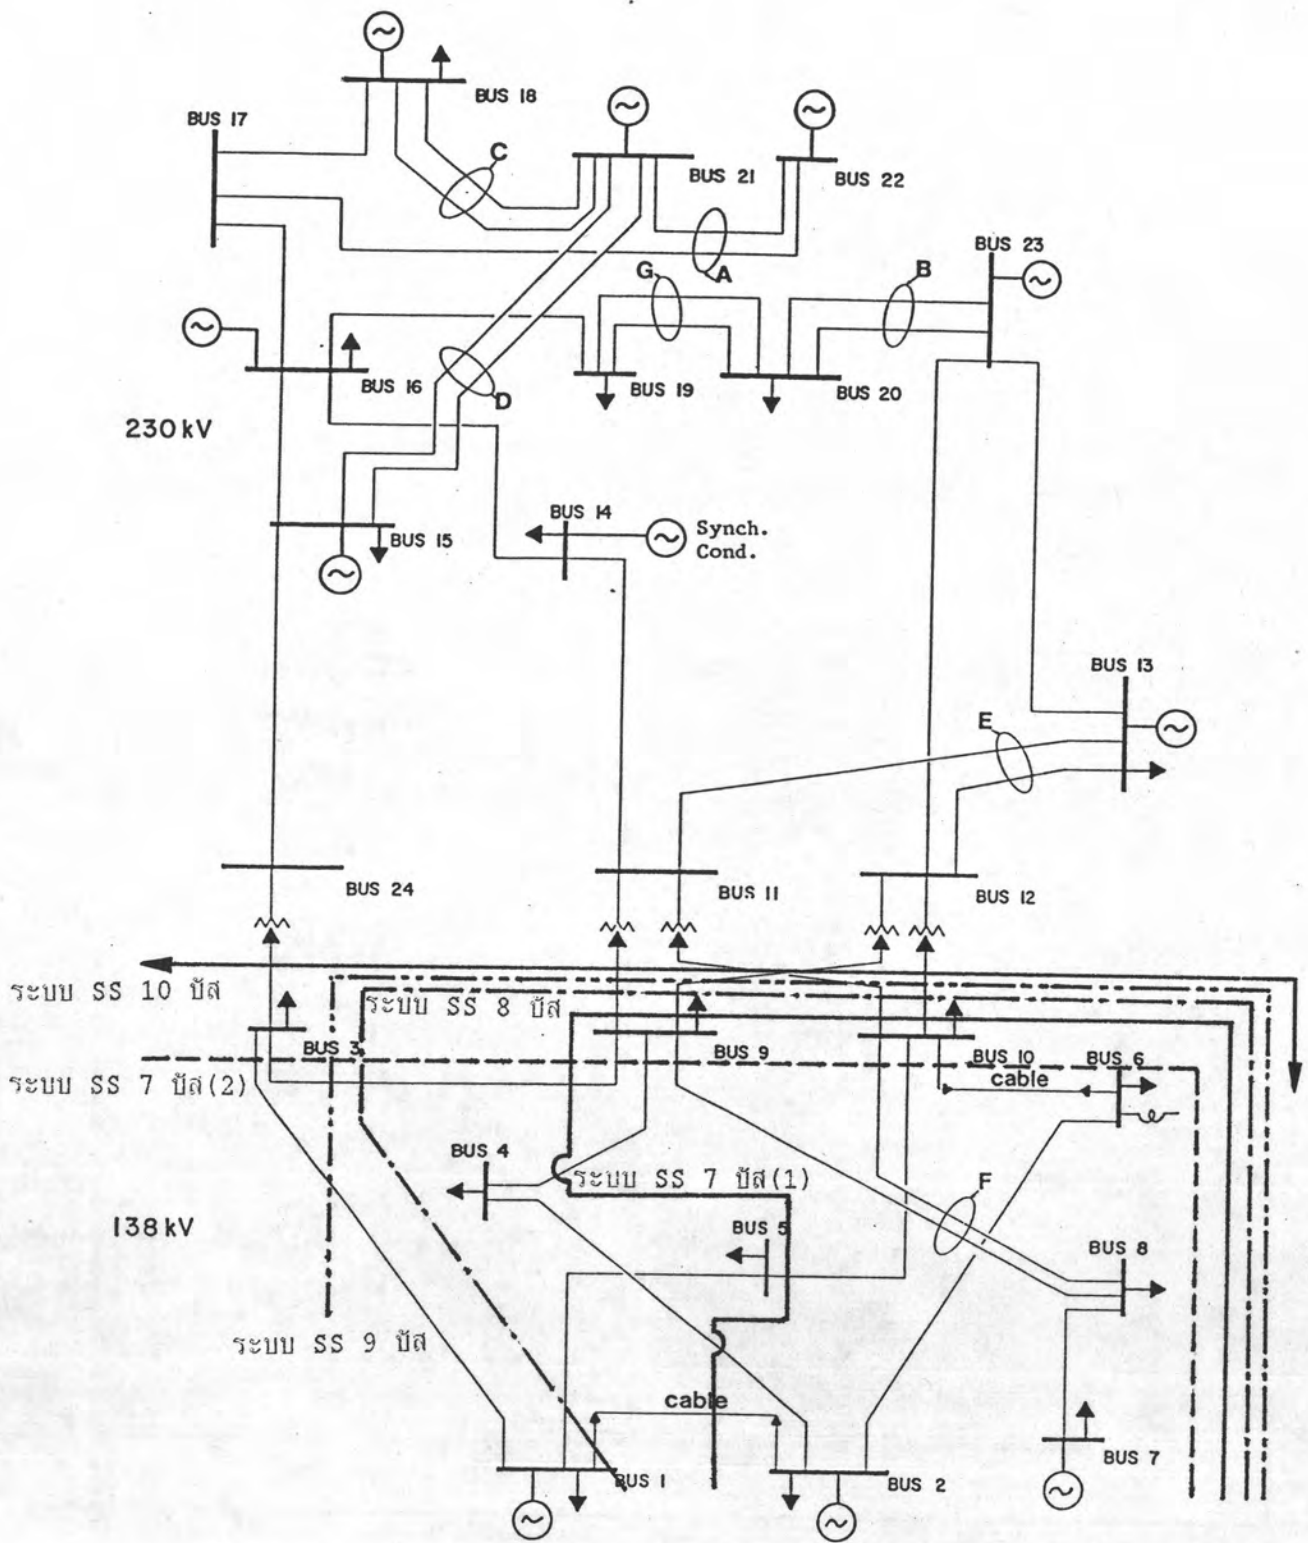 BUS 18
BUS 17
C
BUS 21
BUS 22
A
BUS 23
B
G
BUS 16
D
BUS 19
BUS 20
230 kV
BUS 14
Synch.
Cond.
BUS 15
BUS 13
E
BUS 24
BUS 11
BUS 12
ระบบ SS 10 บัส
ระบบ SS 8 บัส
BUS 3
BUS 9
BUS 10
BUS 6
cable
ระบบ SS 7 บัส(2)
BUS 4
ระบบ SS 7 บัส(1)
F
138 kV
BUS 5
BUS 8
ระบบ SS 9 บัส
cable
BUS 1
BUS 2
BUS 7